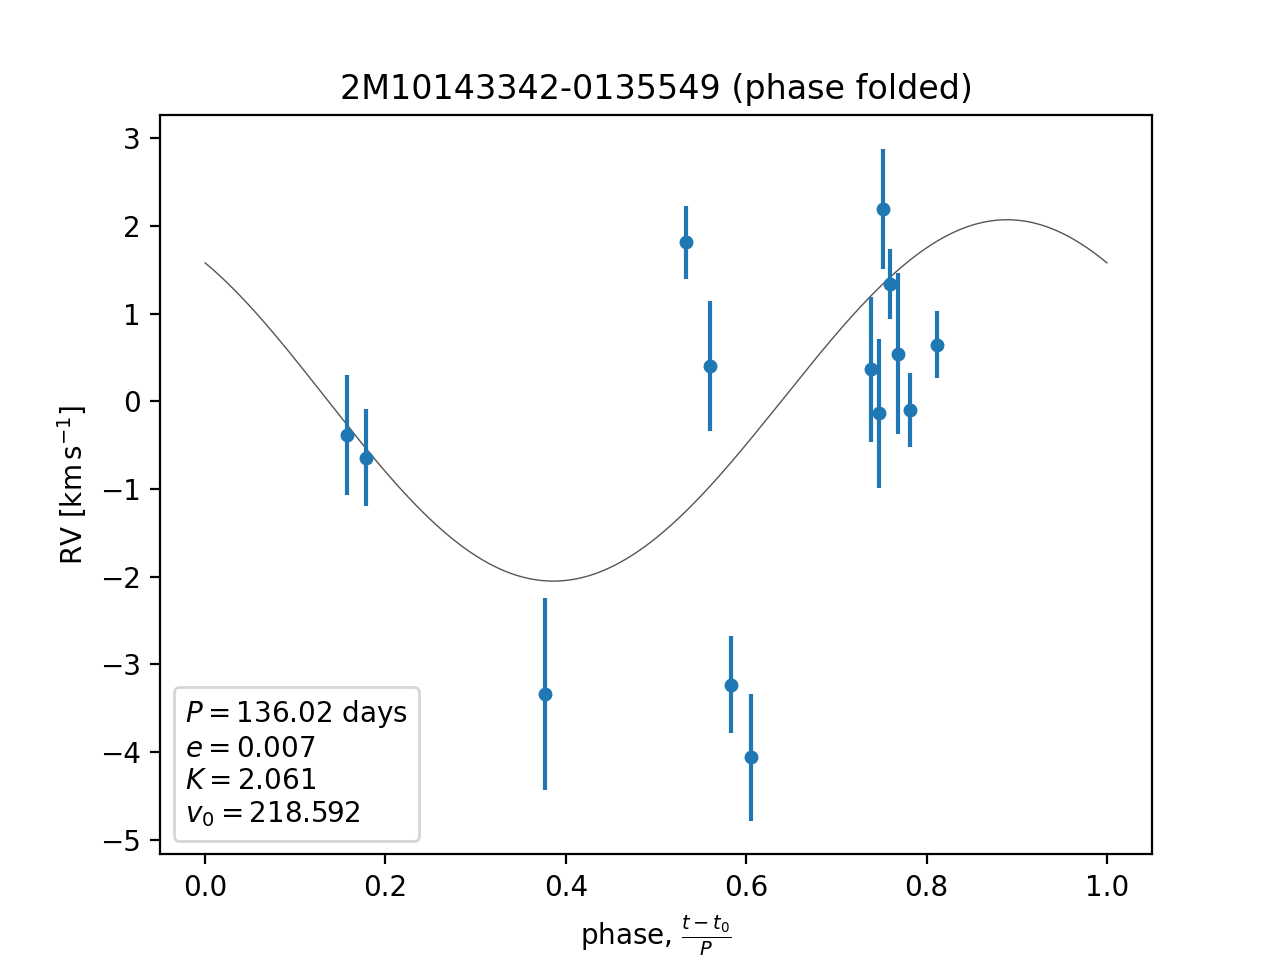 2M10143342-0135549 (phase folded)
3
2
1
0
−1
−2
−3
−4
−5
RV [km s⁻¹]
P = 136.02 days
e = 0.007
K = 2.061
v₀ = 218.592
0.0 0.2 0.4 0.6 0.8 1.0
phase, (t − t₀)/P